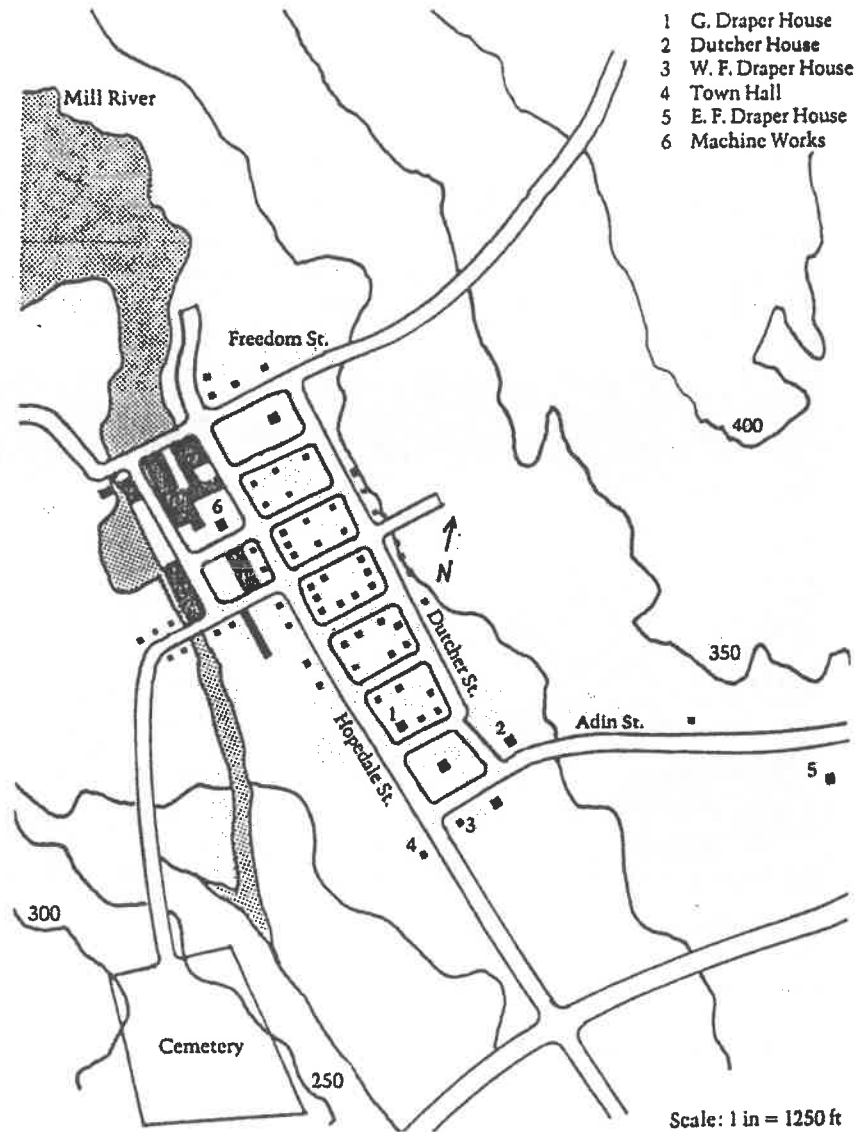 1 G. Draper House
2 Dutcher House
3 W. F. Draper House
4 Town Hall
5 E. F. Draper House
6 Machine Works
Mill River
Freedom St.
400
6
N
350
Dutcher St.
1
2
Adin St.
5
Hopedale St.
3
4
300
Cemetery
250
Scale: 1 in = 1250 ft